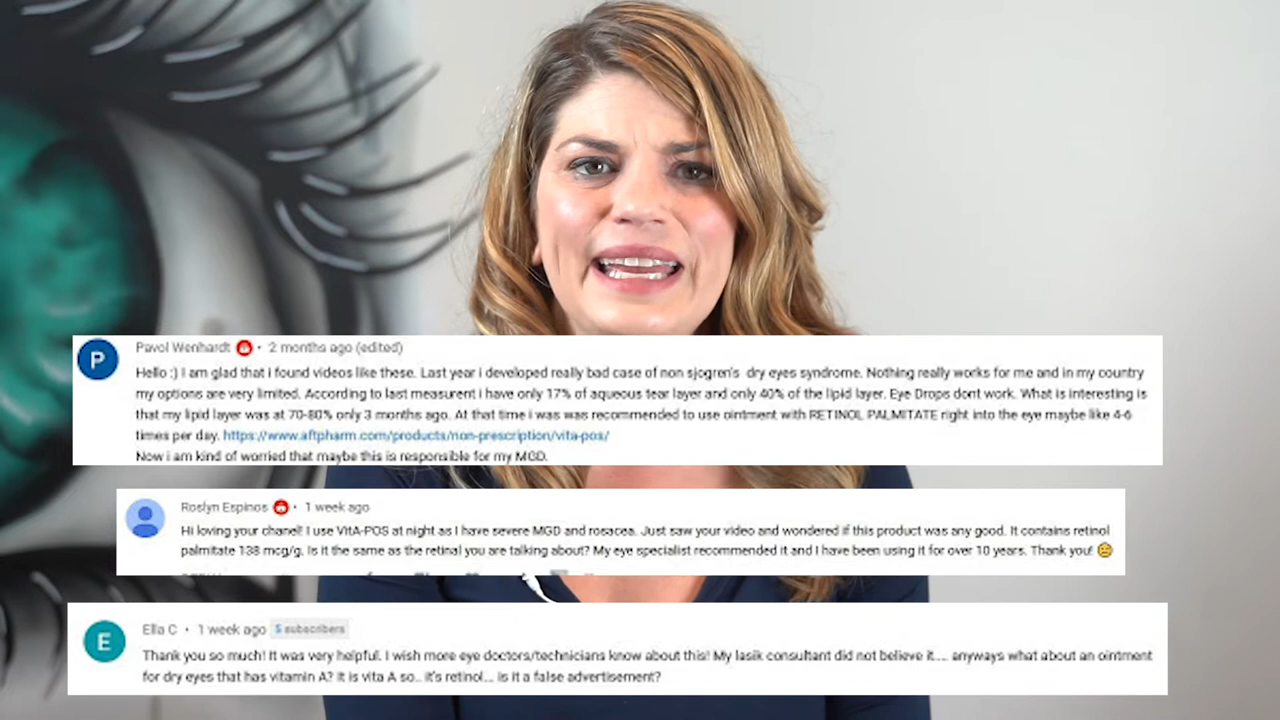 P
Pavol Wenhardt • 2 months ago (edited)
Hello :) I am glad that i found videos like these. Last year i developed really bad case of non sjogren's dry eyes syndrome. Nothing really works for me and in my country
my options are very limited. According to last measurent i have only 17% of aqueous tear layer and only 40% of the lipid layer. Eye Drops dont work. What is interesting is
that my lipid layer was at 70-80% only 3 months ago. At that time i was was recommended to use ointment with RETINOL PALMITATE right into the eye maybe like 4-6
times per day. https://www.aftpharm.com/products/non-prescription/vita-pos/
Now i am kind of worried that maybe this is responsible for my MGD.
Roslyn Espinos • 1 week ago
Hi loving your chanel! I use VitA-POS at night as I have severe MGD and rosacea. Just saw your video and wondered if this product was any good. It contains retinol
palmitate 138 mcg/g. Is it the same as the retinal you are talking about? My eye specialist recommended it and I have been using it for over 10 years. Thank you! 😕
E
Ella C • 1 week ago 5 subscribers
Thank you so much! It was very helpful. I wish more eye doctors/technicians know about this! My lasik consultant did not believe it.... anyways what about an ointment
for dry eyes that has vitamin A? It is vita A so.. it's retinol... is it a false advertisement?